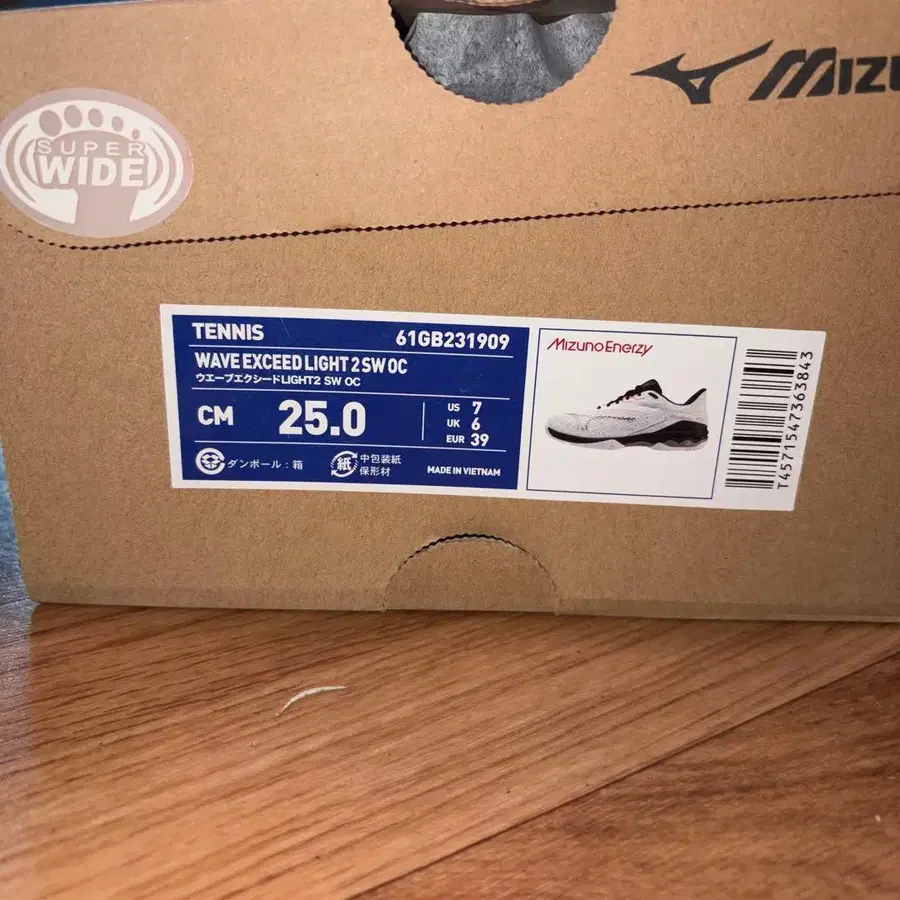 SUPER
WIDE
MIZU
TENNIS 61GB231909
WAVE EXCEED LIGHT 2 SW OC
ウエーブエクシードLIGHT2 SW OC
CM 25.0
US 7
UK 6
EUR 39
ダンボール：箱
紙 中包装紙
保形材
MADE IN VIETNAM
MizunoEnerzy
T4571547363843